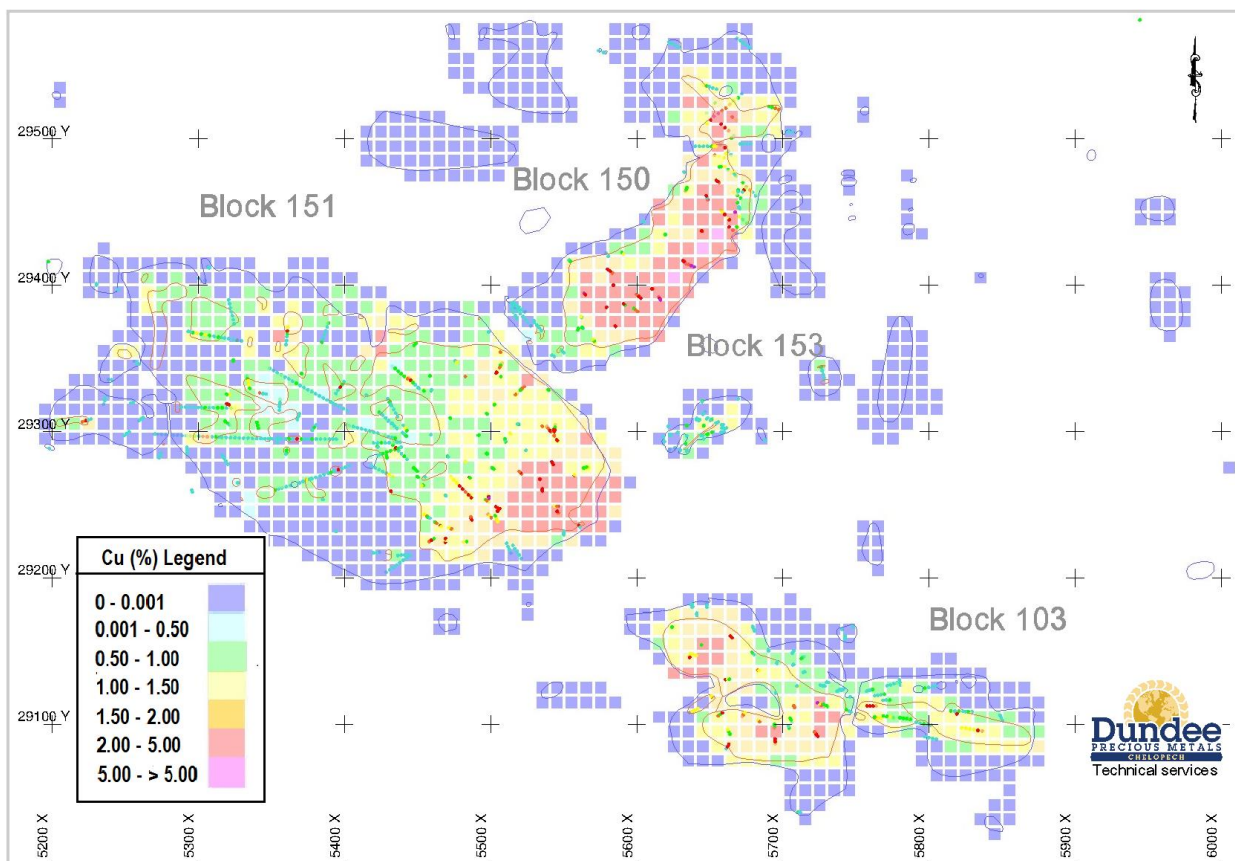 29500 Y
Block 150
Block 151
29400 Y
Block 153
29300 Y
Cu (%) Legend
0 - 0.001
0.001 - 0.50
0.50 - 1.00
1.00 - 1.50
1.50 - 2.00
2.00 - 5.00
5.00 - > 5.00
29200 Y
Block 103
29100 Y
Dundee
PRECIOUS METALS
CHELOPECH
Technical services
5200 X
5300 X
5400 X
5500 X
5600 X
5700 X
5800 X
5900 X
6000 X